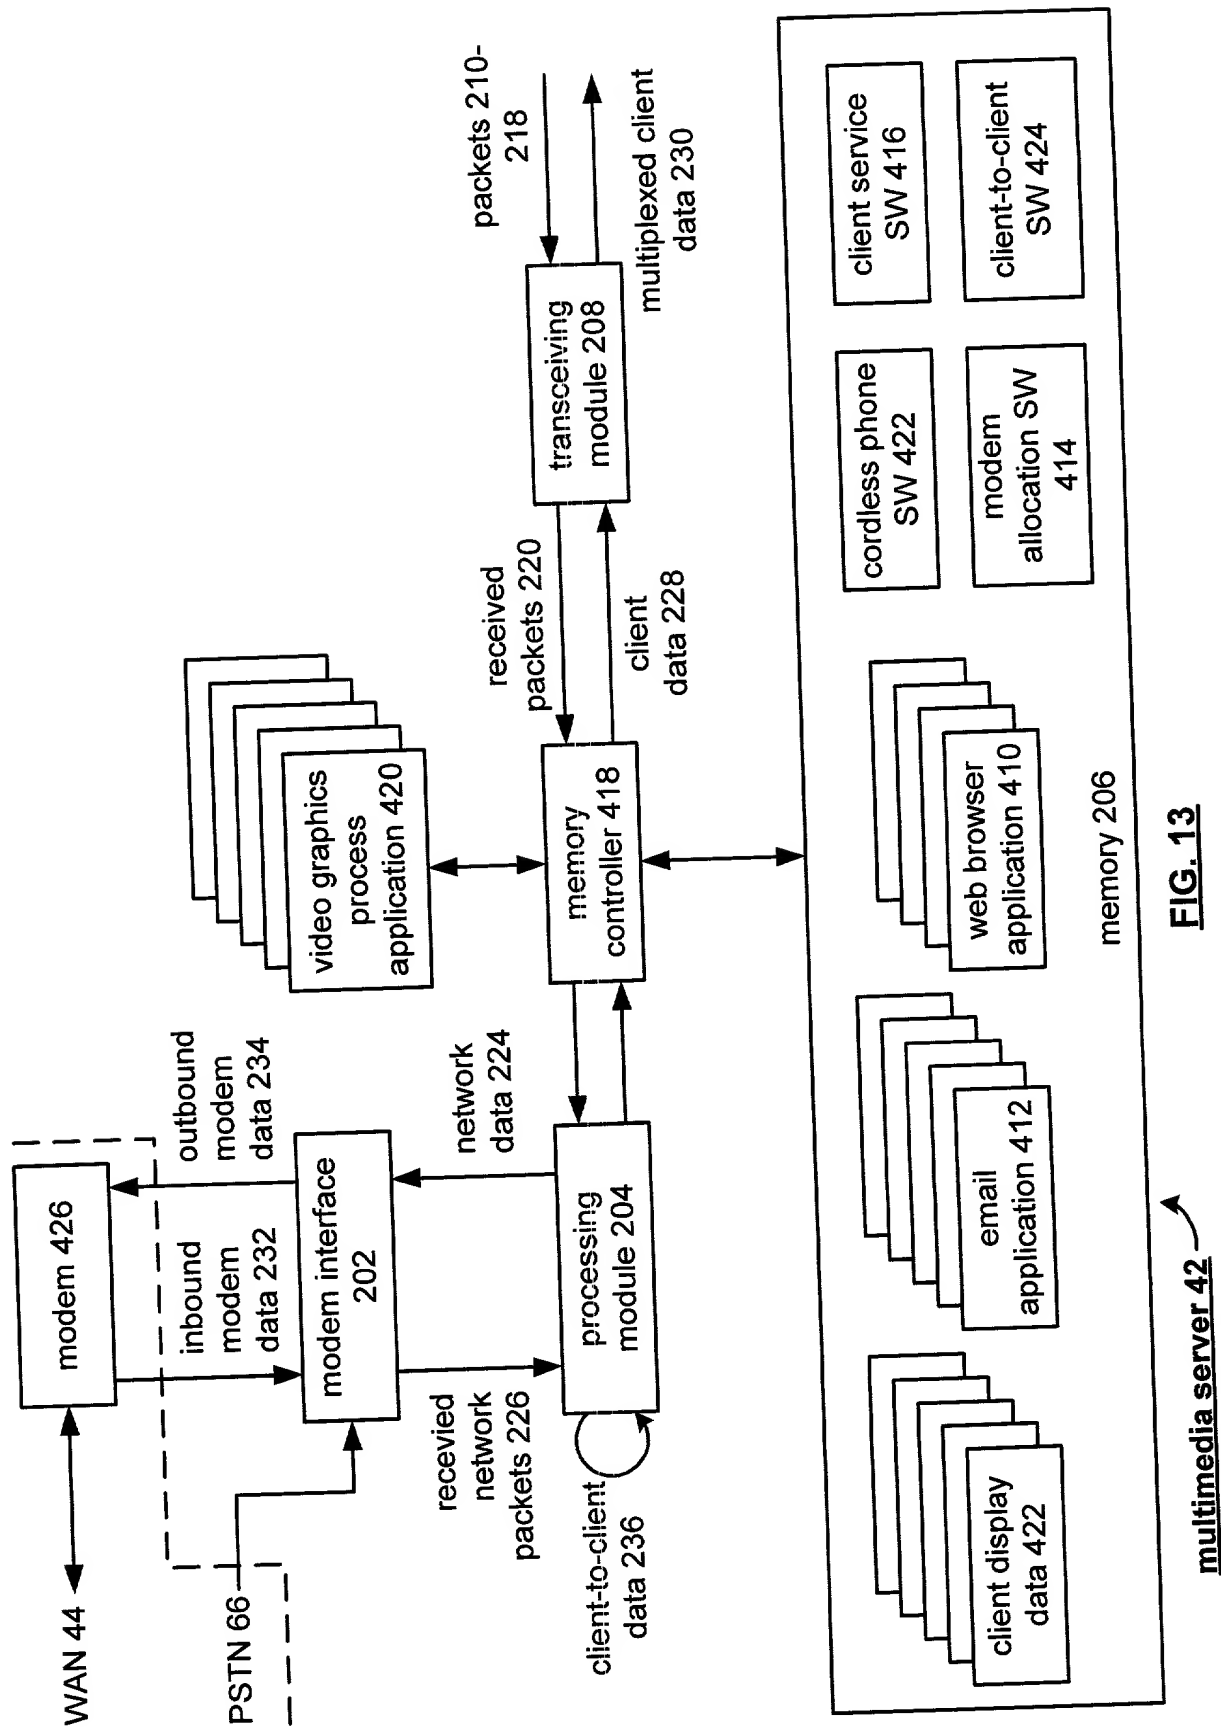 WAN 44
modem 426
PSTN 66
inbound
modem
data 232
outbound
modem
data 234
modem interface
202
recevied
network
packets 226
network
data 224
client-to-client
data 236
processing
module 204
video graphics
process
application 420
memory
controller 418
received
packets 220
client
data 228
transceiving
module 208
packets 210-
218
multiplexed client
data 230
client display
data 422
email
application 412
web browser
application 410
cordless phone
SW 422
modem
allocation SW
414
client service
SW 416
client-to-client
SW 424
memory 206
multimedia server 42
FIG. 13